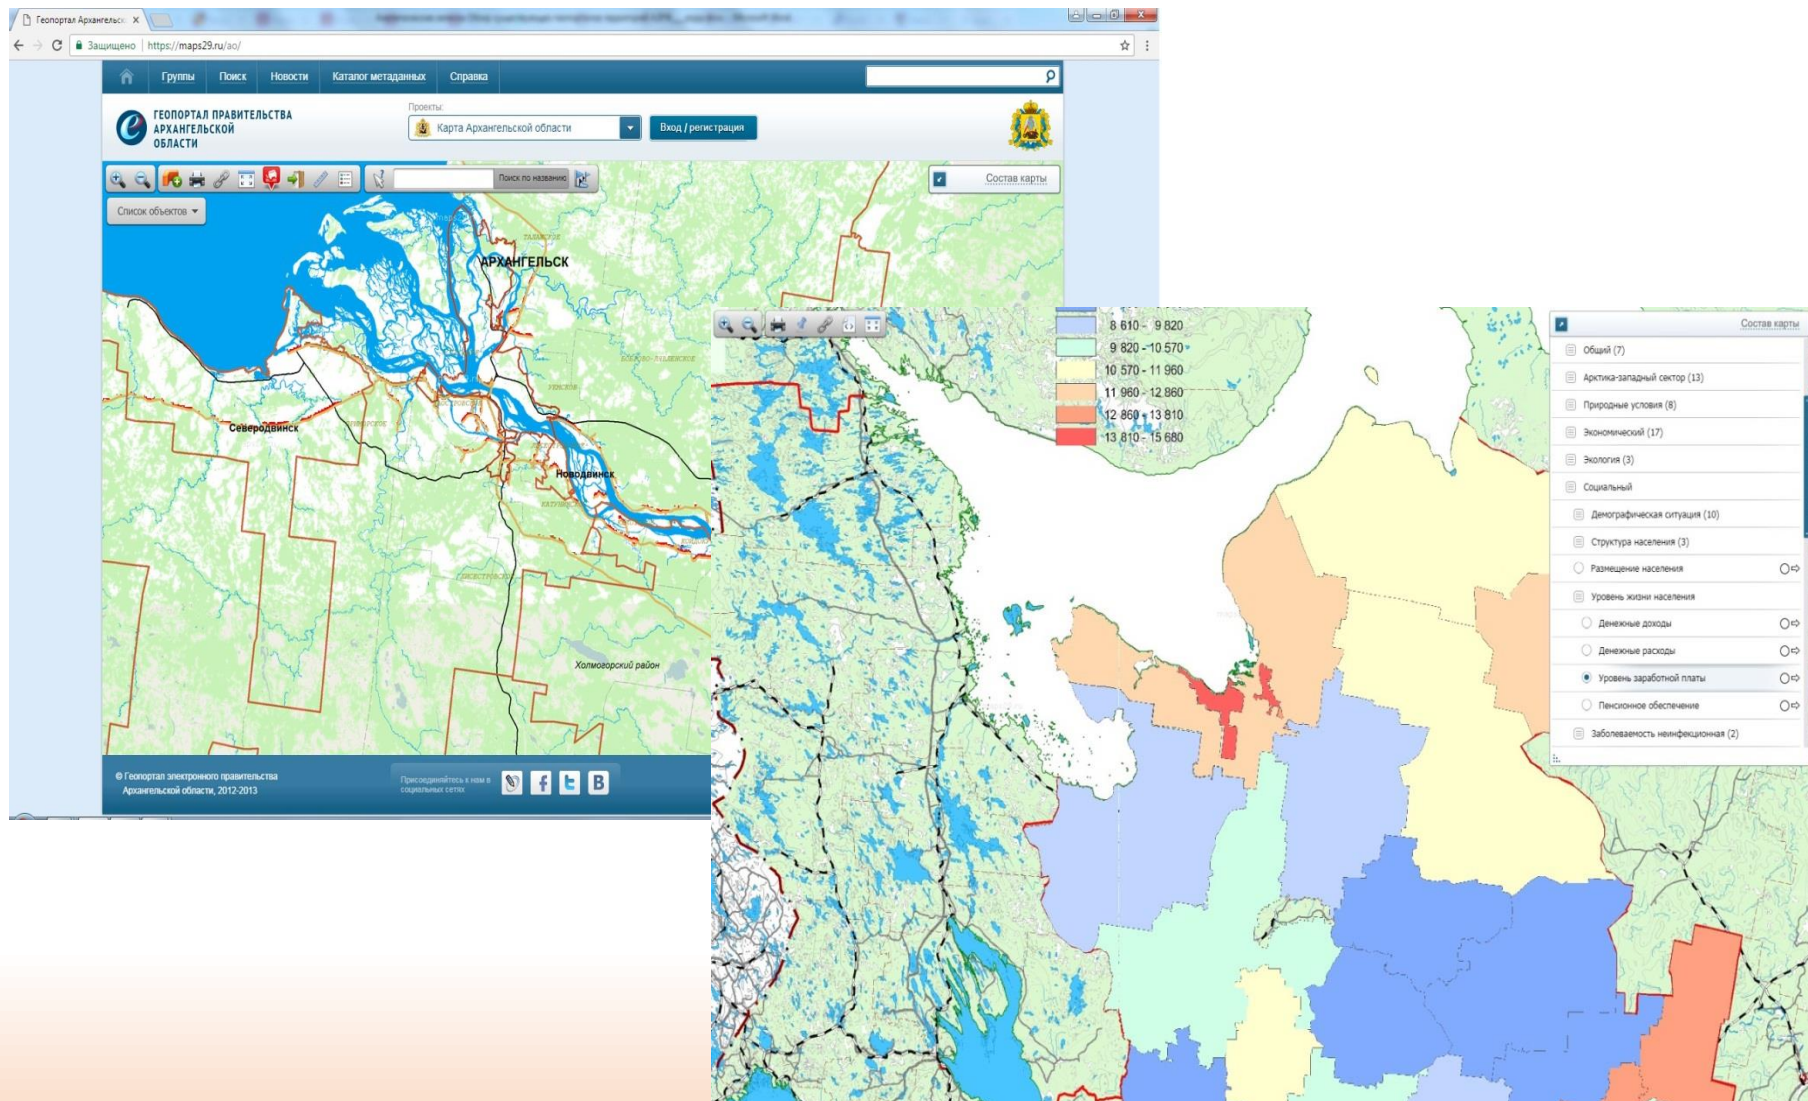 Геопортал Архангельск
Защищено https://maps29.ru/ao/
Группы Поиск Новости Каталог метаданных Справка
ГЕОПОРТАЛ ПРАВИТЕЛЬСТВА
АРХАНГЕЛЬСКОЙ
ОБЛАСТИ
Проекты:
Карта Архангельской области
Вход / регистрация
Поиск по названию
Состав карты
Список объектов
АРХАНГЕЛЬСК
Северодвинск
Новодвинск
Холмогорский район
© Геопортал электронного правительства
Архангельской области, 2012-2013
Присоединяйтесь к нам в
социальных сетях
8 610 - 9 820
9 820 - 10 570
10 570 - 11 960
11 960 - 12 860
12 860 - 13 810
13 810 - 15 680
Состав карты
Общий (7)
Арктика-западный сектор (13)
Природные условия (8)
Экономический (17)
Экология (3)
Социальный
Демографическая ситуация (10)
Структура населения (3)
Размещение населения
Уровень жизни населения
Денежные доходы
Денежные расходы
Уровень заработной платы
Пенсионное обеспечение
Заболеваемость неинфекционная (2)